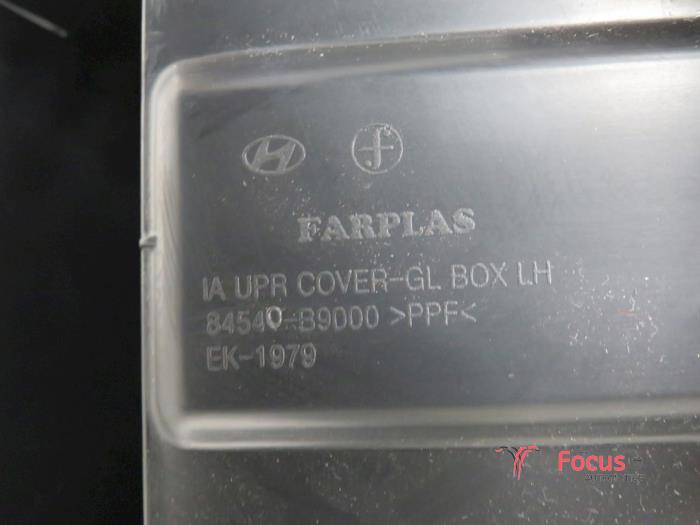 FARPLAS
IA UPR COVER-GL BOX LH
84540-B9000 >PPF<
EK-1979
Focus